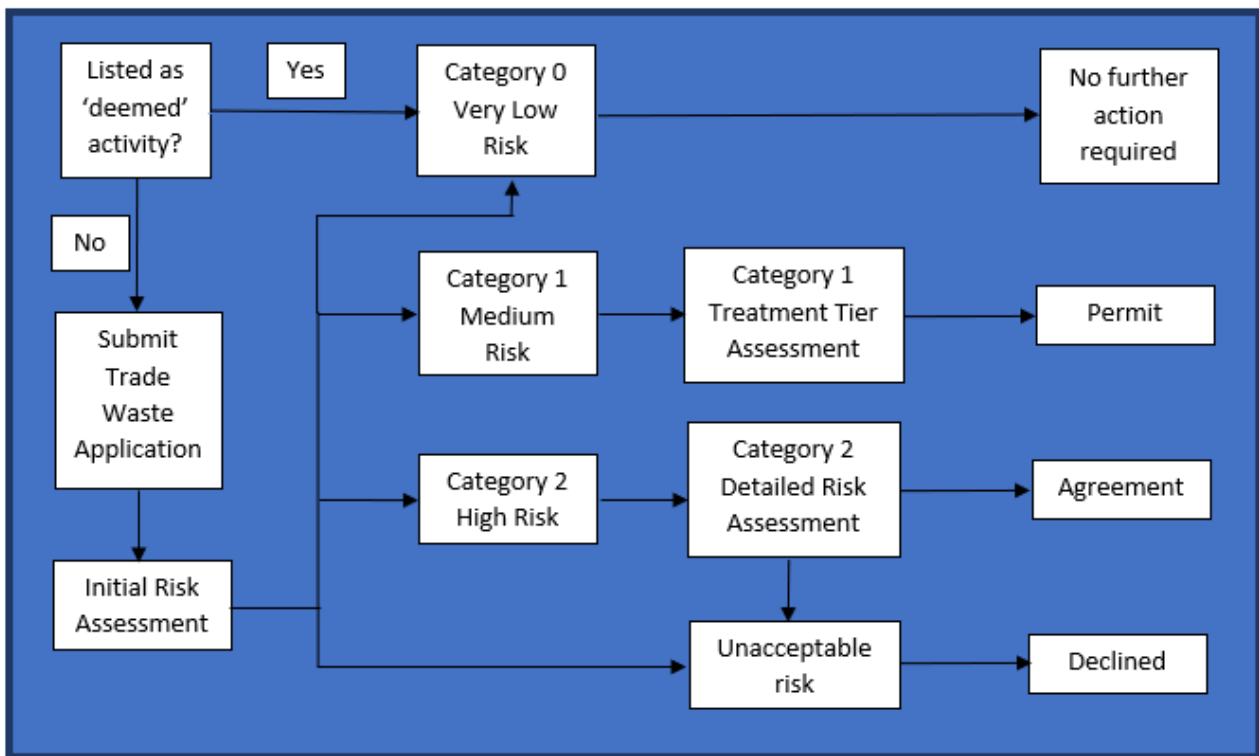 Listed as
‘deemed’
activity?
Yes
Category 0
Very Low
Risk
No further
action
required
No
Submit
Trade
Waste
Application
Initial Risk
Assessment
Category 1
Medium
Risk
Category 1
Treatment Tier
Assessment
Permit
Category 2
High Risk
Category 2
Detailed Risk
Assessment
Agreement
Unacceptable
risk
Declined